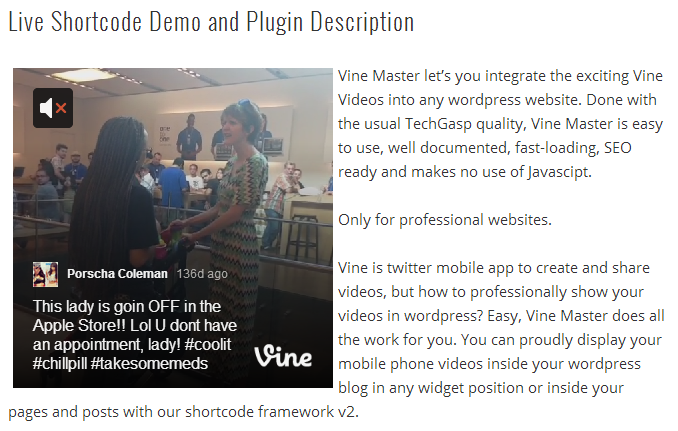 Live Shortcode Demo and Plugin Description
Vine Master let's you integrate the exciting Vine
Videos into any wordpress website. Done with
the usual TechGasp quality, Vine Master is easy
to use, well documented, fast-loading, SEO
ready and makes no use of Javascipt.
Only for professional websites.
Vine is twitter mobile app to create and share
videos, but how to professionally show your
videos in wordpress? Easy, Vine Master does all
the work for you. You can proudly display your
mobile phone videos inside your wordpress
blog in any widget position or inside your
pages and posts with our shortcode framework v2.
Porscha Coleman 136d ago
This lady is goin OFF in the
Apple Store!! Lol U dont have
an appointment, lady! #coolit
#chillpill #takesomemeds
Vine